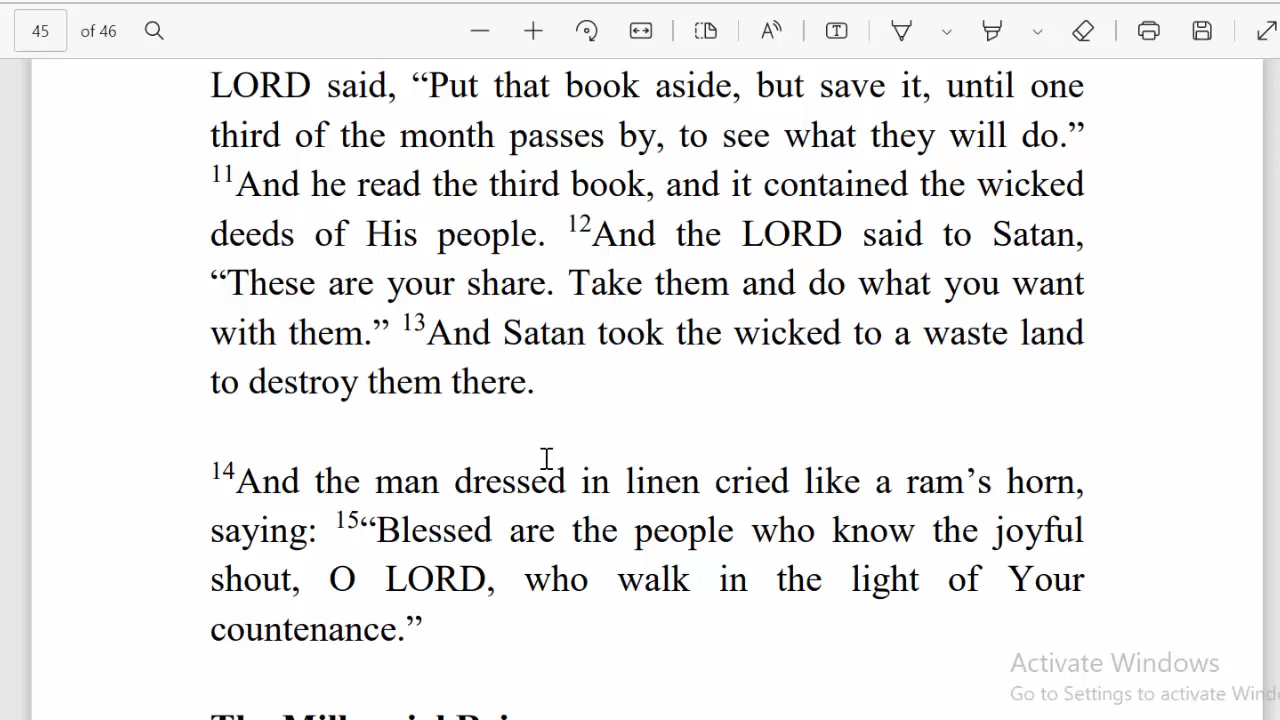 45 of 46
LORD said, “Put that book aside, but save it, until one
third of the month passes by, to see what they will do.”
11And he read the third book, and it contained the wicked
deeds of His people. 12And the LORD said to Satan,
“These are your share. Take them and do what you want
with them.” 13And Satan took the wicked to a waste land
to destroy them there.
14And the man dressed in linen cried like a ram’s horn,
saying: 15“Blessed are the people who know the joyful
shout, O LORD, who walk in the light of Your
countenance.”
Activate Windows
Go to Settings to activate
The